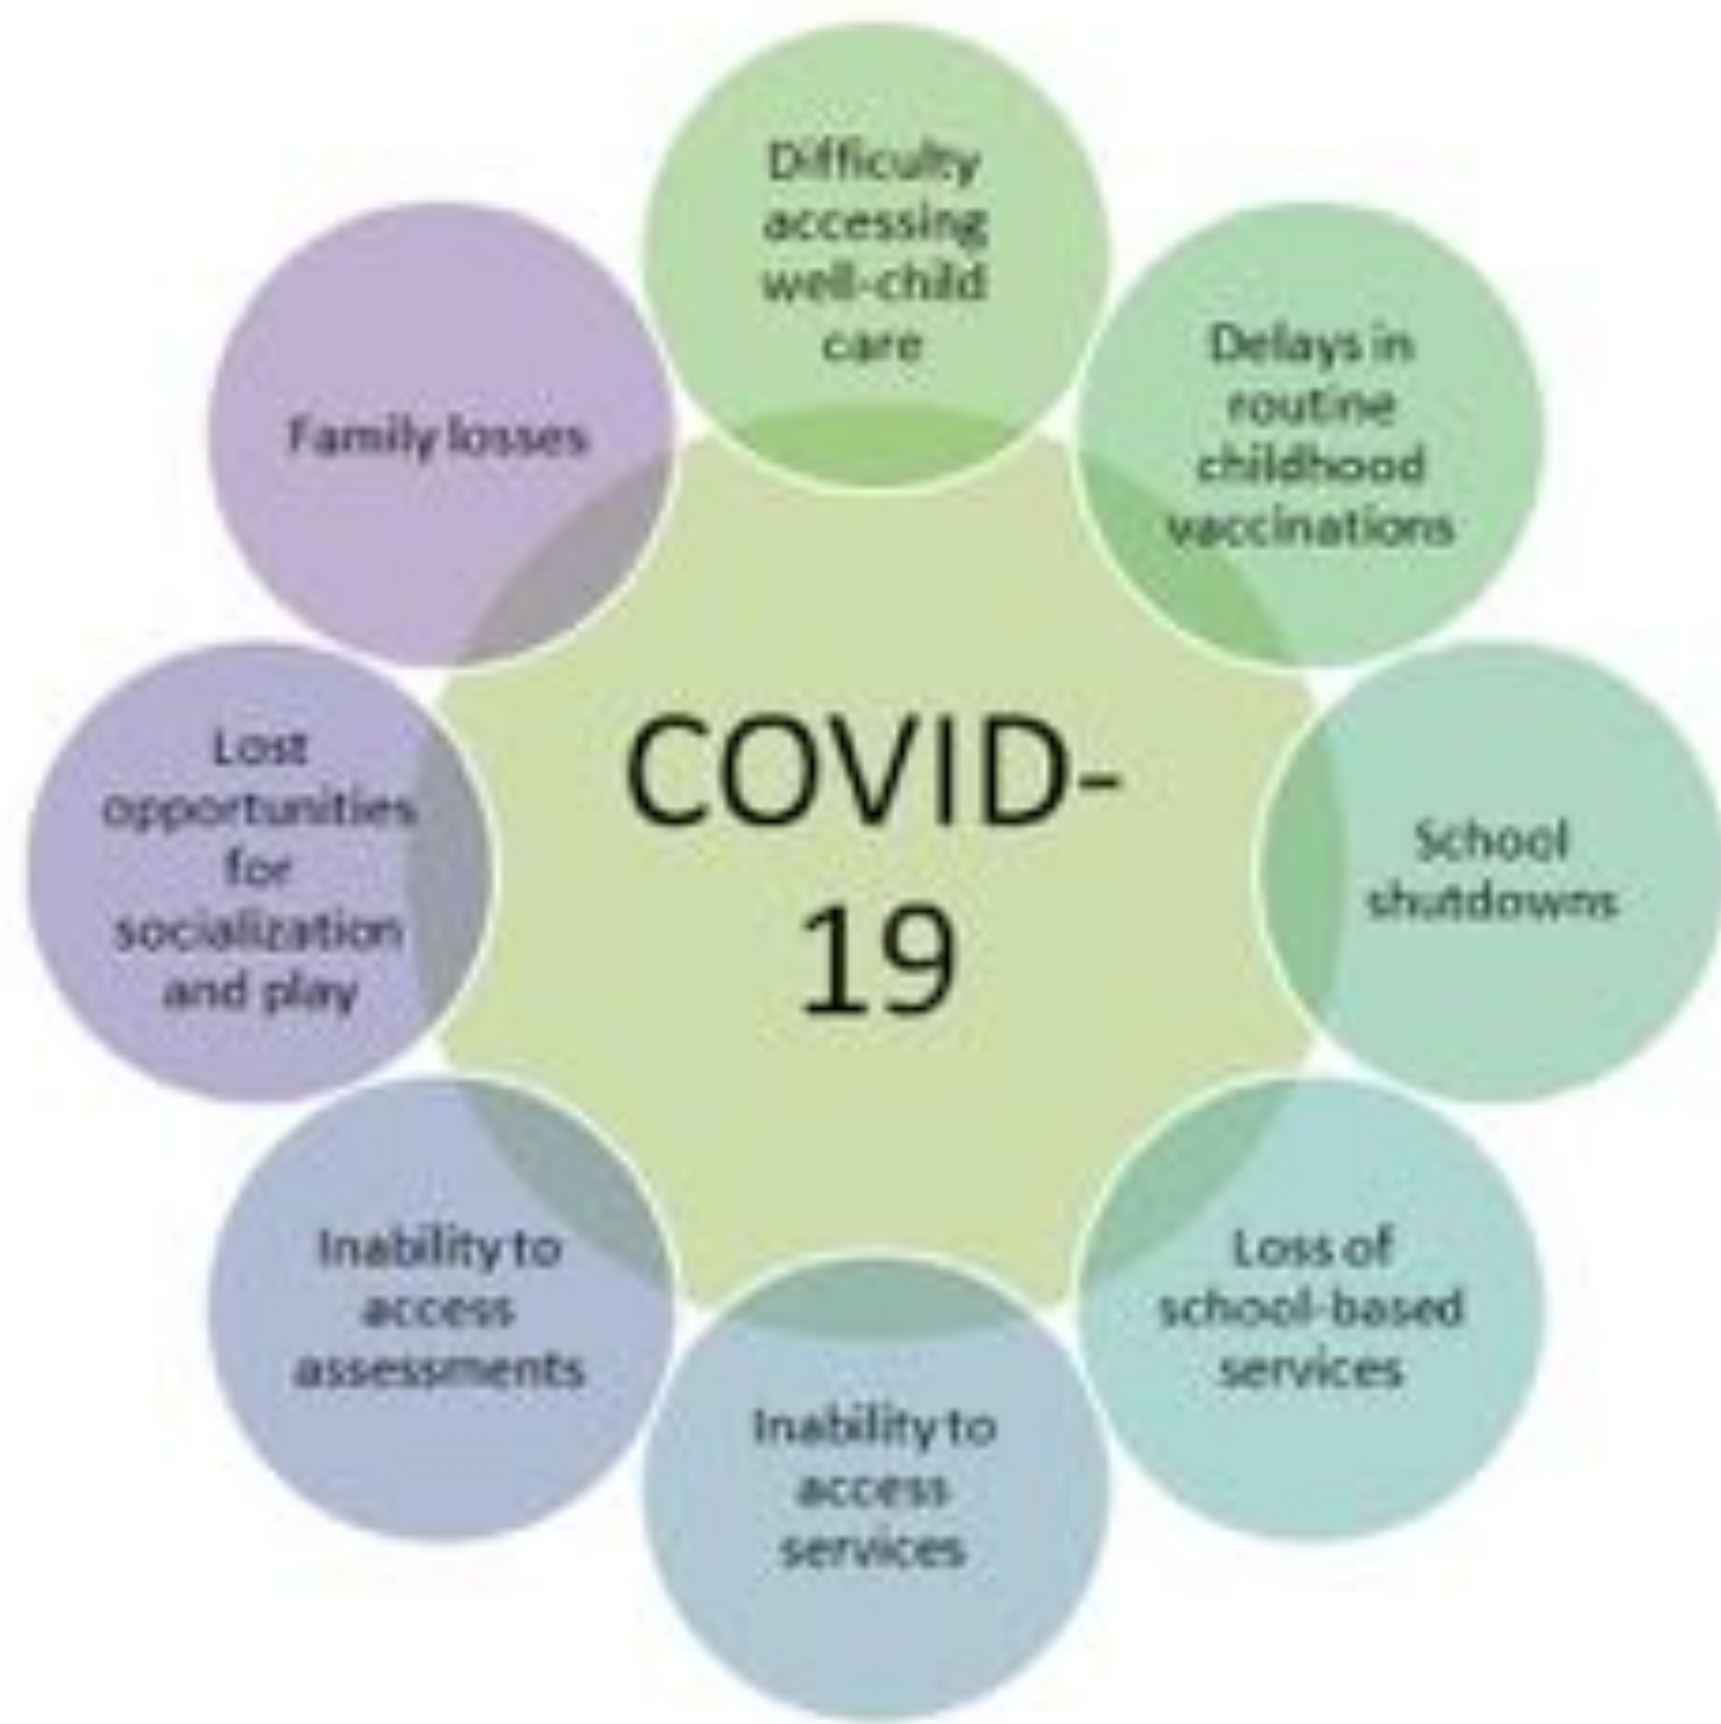 Difficulty
accessing
well-child
care
Delays in
routine
childhood
vaccinations
School
shutdowns
Loss of
school-based
services
Inability to
access
services
Inability to
access
assessments
Lost
opportunities
for
socialization
and play
Family losses
COVID-
19